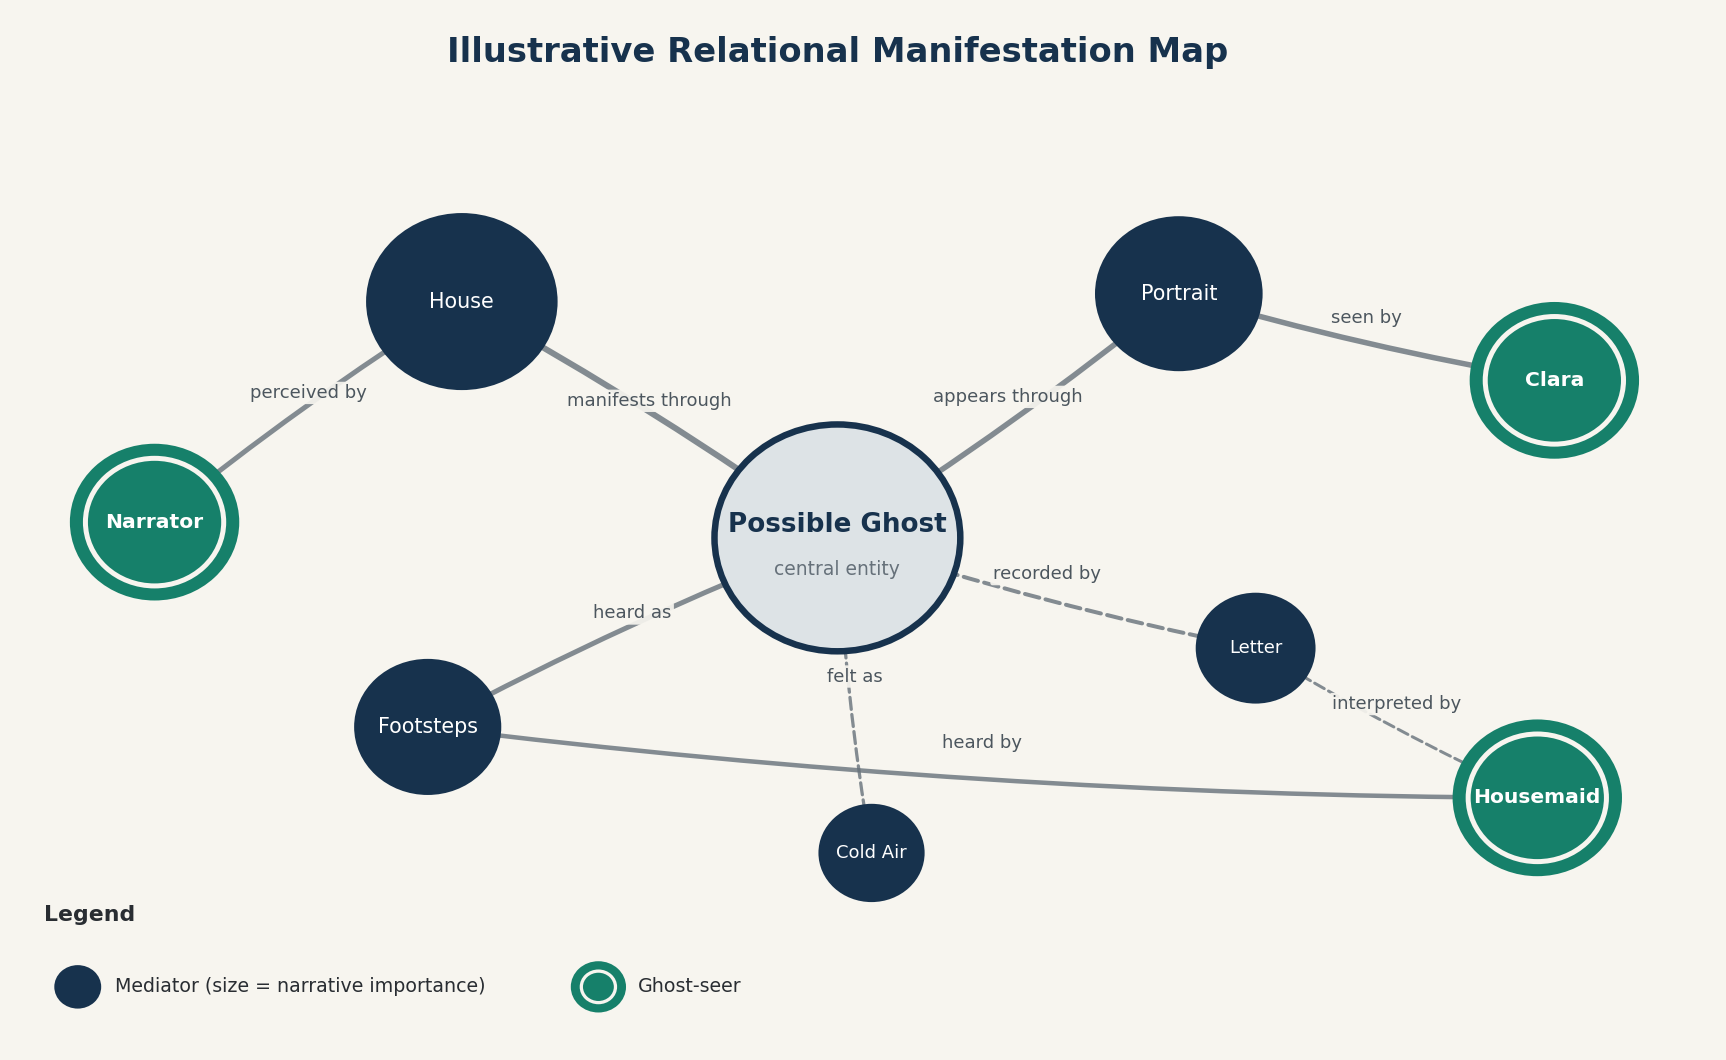 Illustrative Relational Manifestation Map
House
Portrait
seen by
Clara
perceived by
manifests through
appears through
Narrator
Possible Ghost
central entity
recorded by
heard as
Letter
felt as
interpreted by
Footsteps
heard by
Housemaid
Cold Air
Legend
Mediator (size = narrative importance)
Ghost-seer